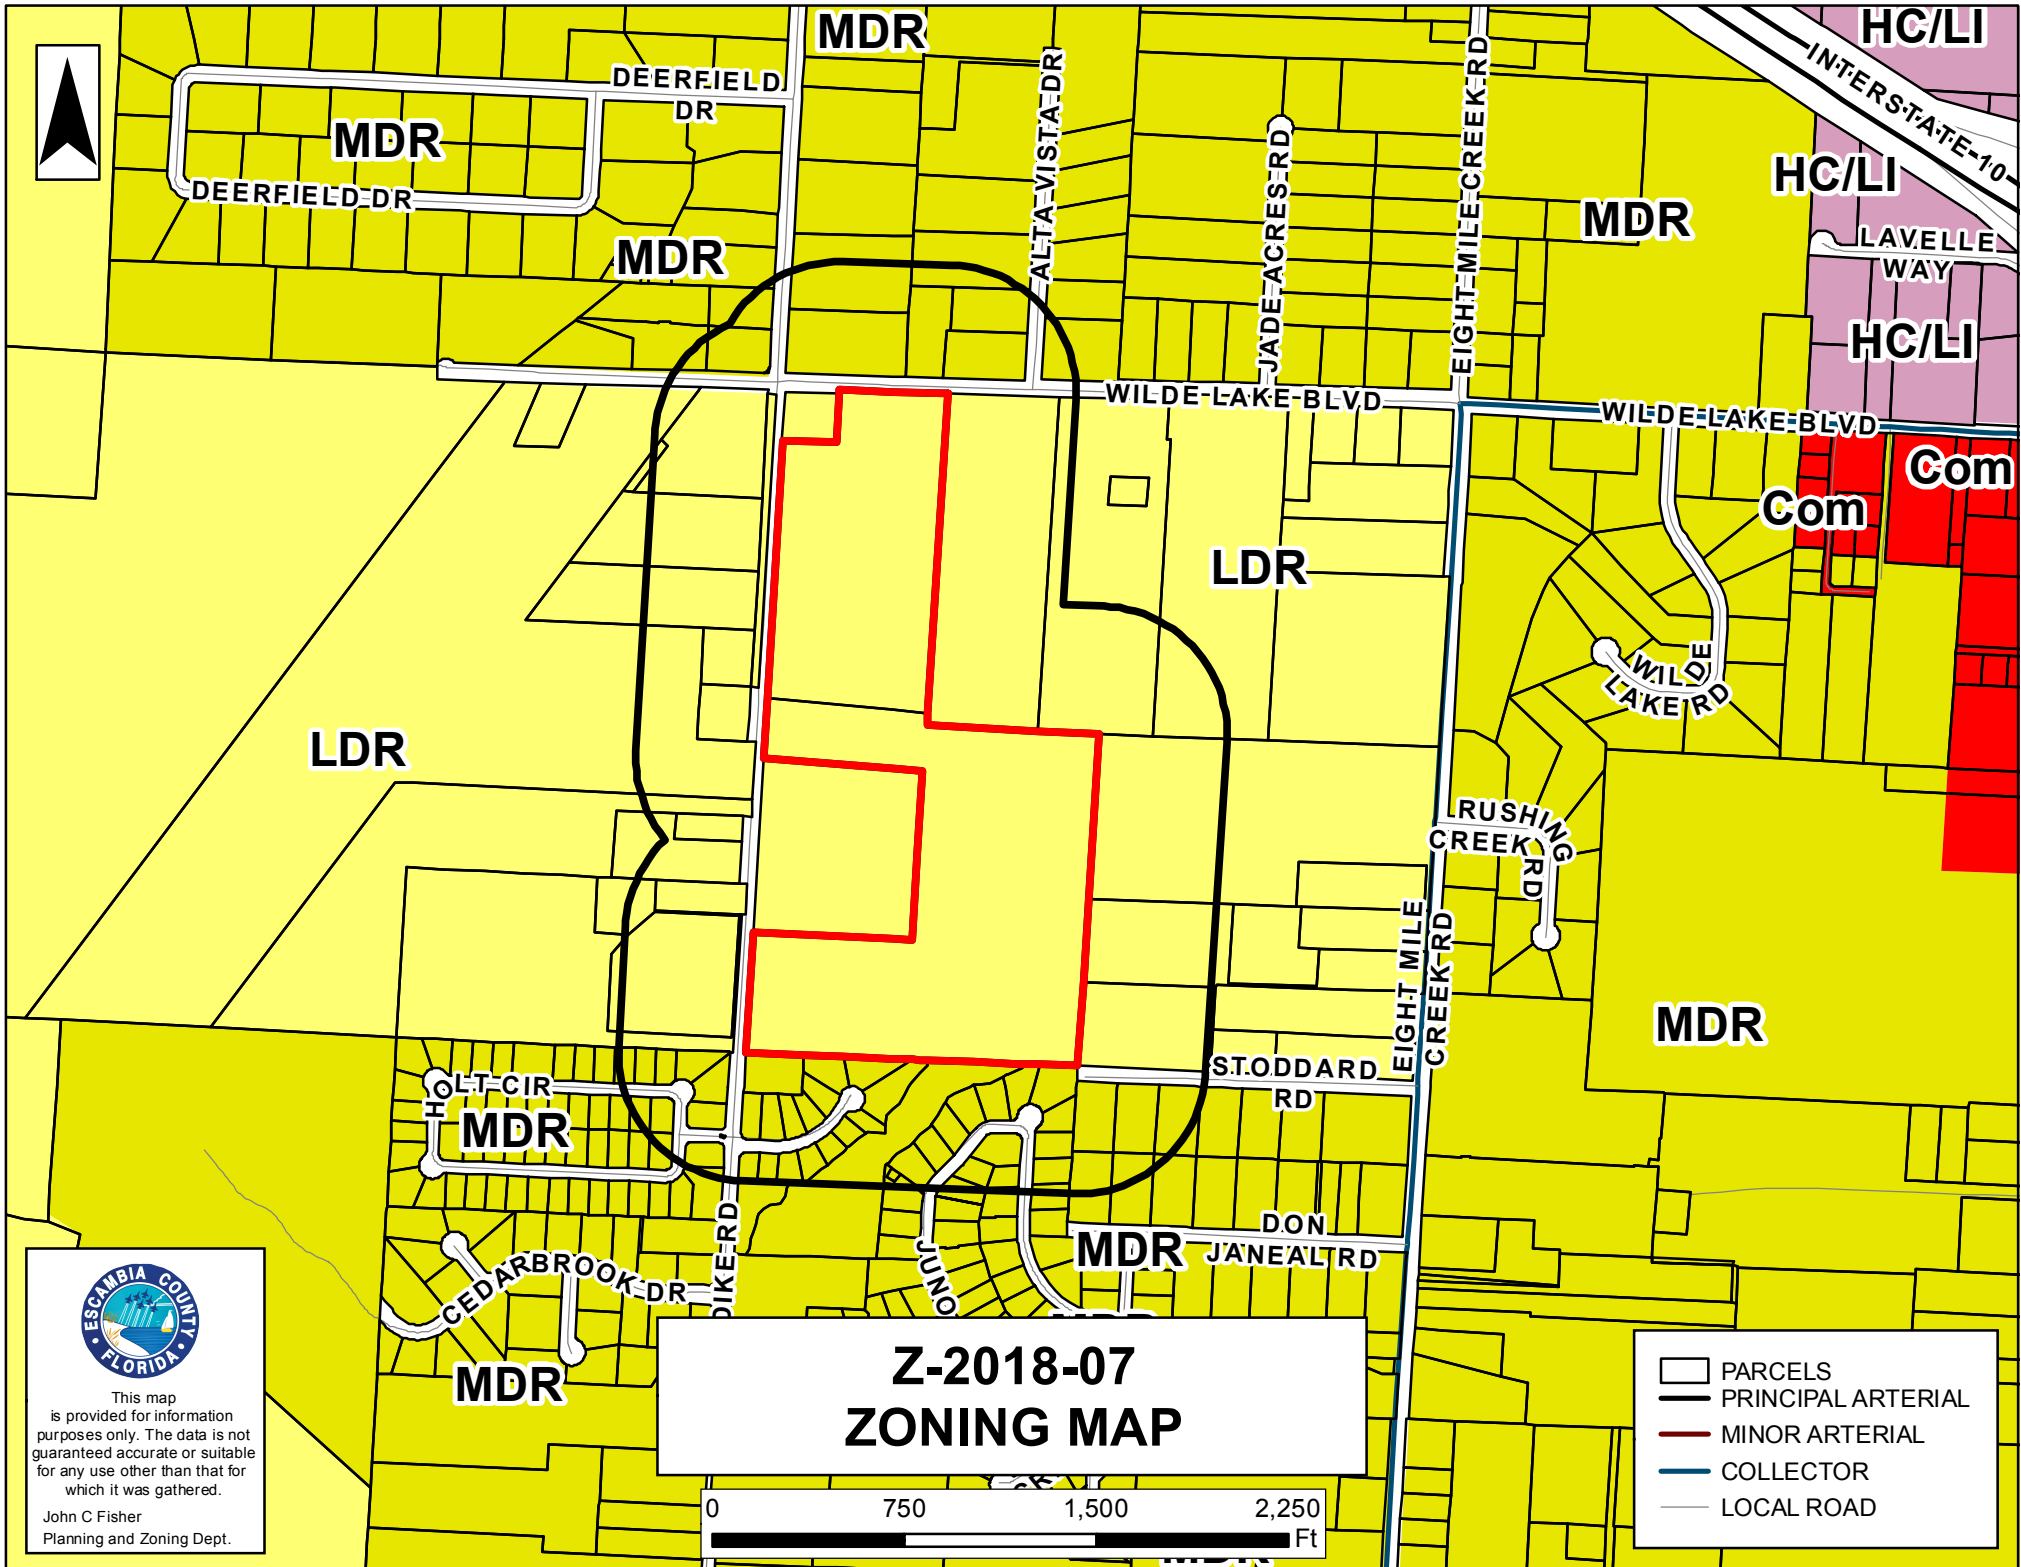 MDR
HC/LI
DEERFIELD
DR
ALTA VISTA DR
EIGHT MILE CREEK RD
INTERSTATE 10
MDR
JADE ACRES RD
HC/LI
DEERFIELD DR
MDR
MDR
LAVELLE
WAY
HC/LI
WILDE LAKE BLVD
WILDE LAKE BLVD
Com
Com
LDR
WILDE
LAKE RD
LDR
RUSHING
CREEK RD
EIGHT MILE
CREEK RD
MDR
STODDARD
RD
HOLT CIR
MDR
DIKE RD
JUNO
DON
JANEAL RD
MDR
CEDARBROOK DR
MDR
MDR
ESCAMBIA COUNTY
FLORIDA
This map
is provided for information
purposes only. The data is not
guaranteed accurate or suitable
for any use other than that for
which it was gathered.
John C Fisher
Planning and Zoning Dept.
Z-2018-07
ZONING MAP
0 750 1,500 2,250
Ft
MDR
PARCELS
PRINCIPAL ARTERIAL
MINOR ARTERIAL
COLLECTOR
LOCAL ROAD